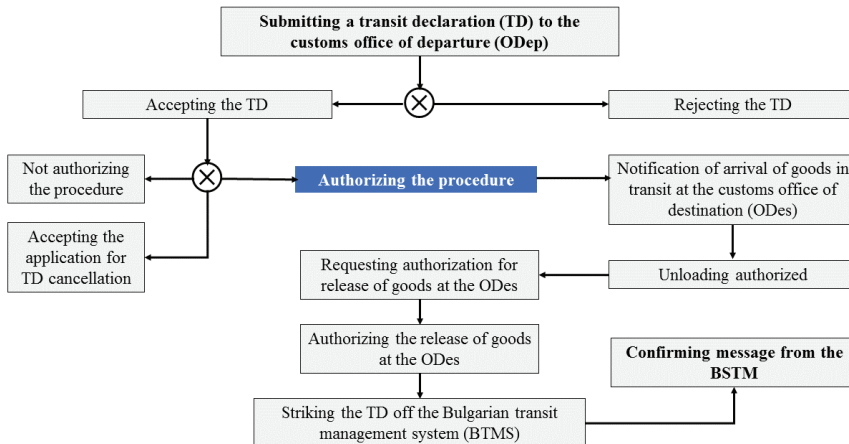 Submitting a transit declaration (TD) to the
customs office of departure (ODep)
Accepting the TD
Rejecting the TD
Not authorizing
the procedure
Authorizing the procedure
Notification of arrival of goods in
transit at the customs office of
destination (ODes)
Accepting the
application for
TD cancellation
Requesting authorization for
release of goods at the ODes
Unloading authorized
Authorizing the release of goods
at the ODes
Confirming message from the
BSTM
Striking the TD off the Bulgarian transit
management system (BTMS)